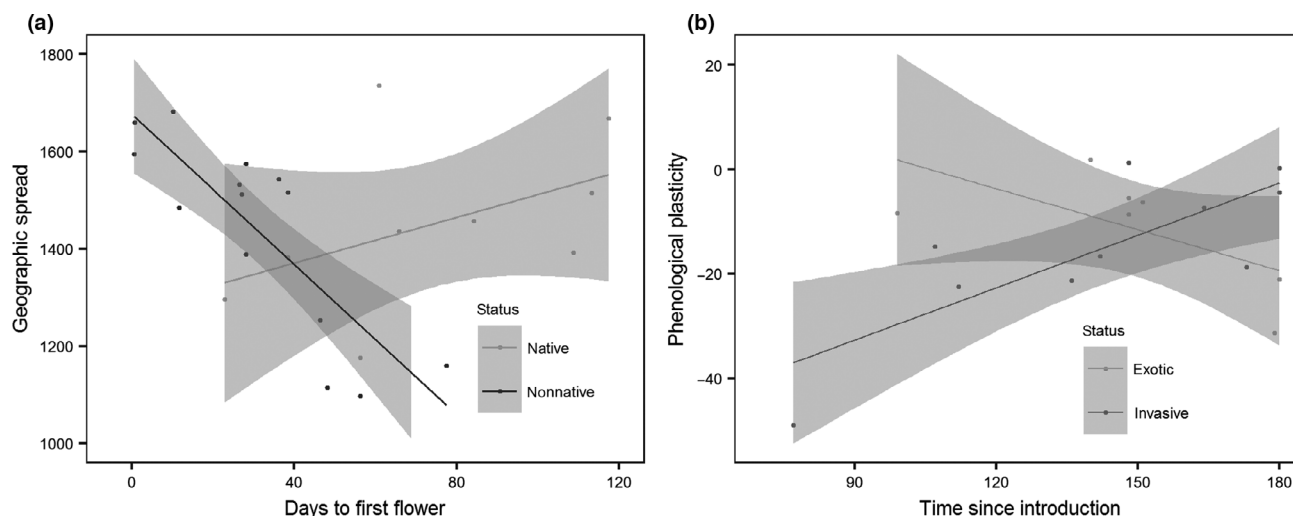 (a)
Geographic spread
1800
1600
1400
1200
1000
0
40
80
120
Days to first flower
Status
Native
Nonnative
(b)
Phenological plasticity
20
0
−20
−40
90
120
150
180
Time since introduction
Status
Exotic
Invasive